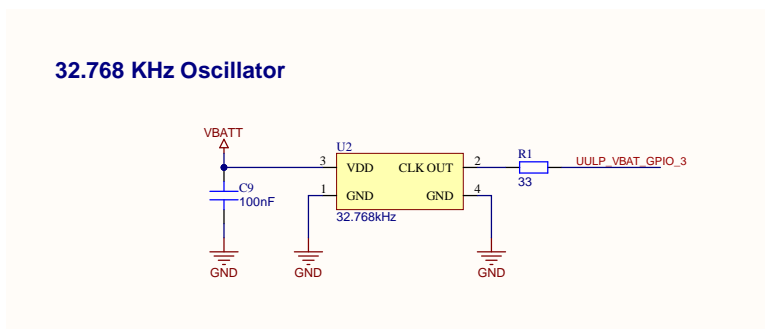 32.768 KHz Oscillator
VBATT
U2
3 VDD CLK OUT 2
R1
UULP_VBAT_GPIO_3
33
C9
100nF
1 GND GND 4
32.768kHz
GND
GND
GND